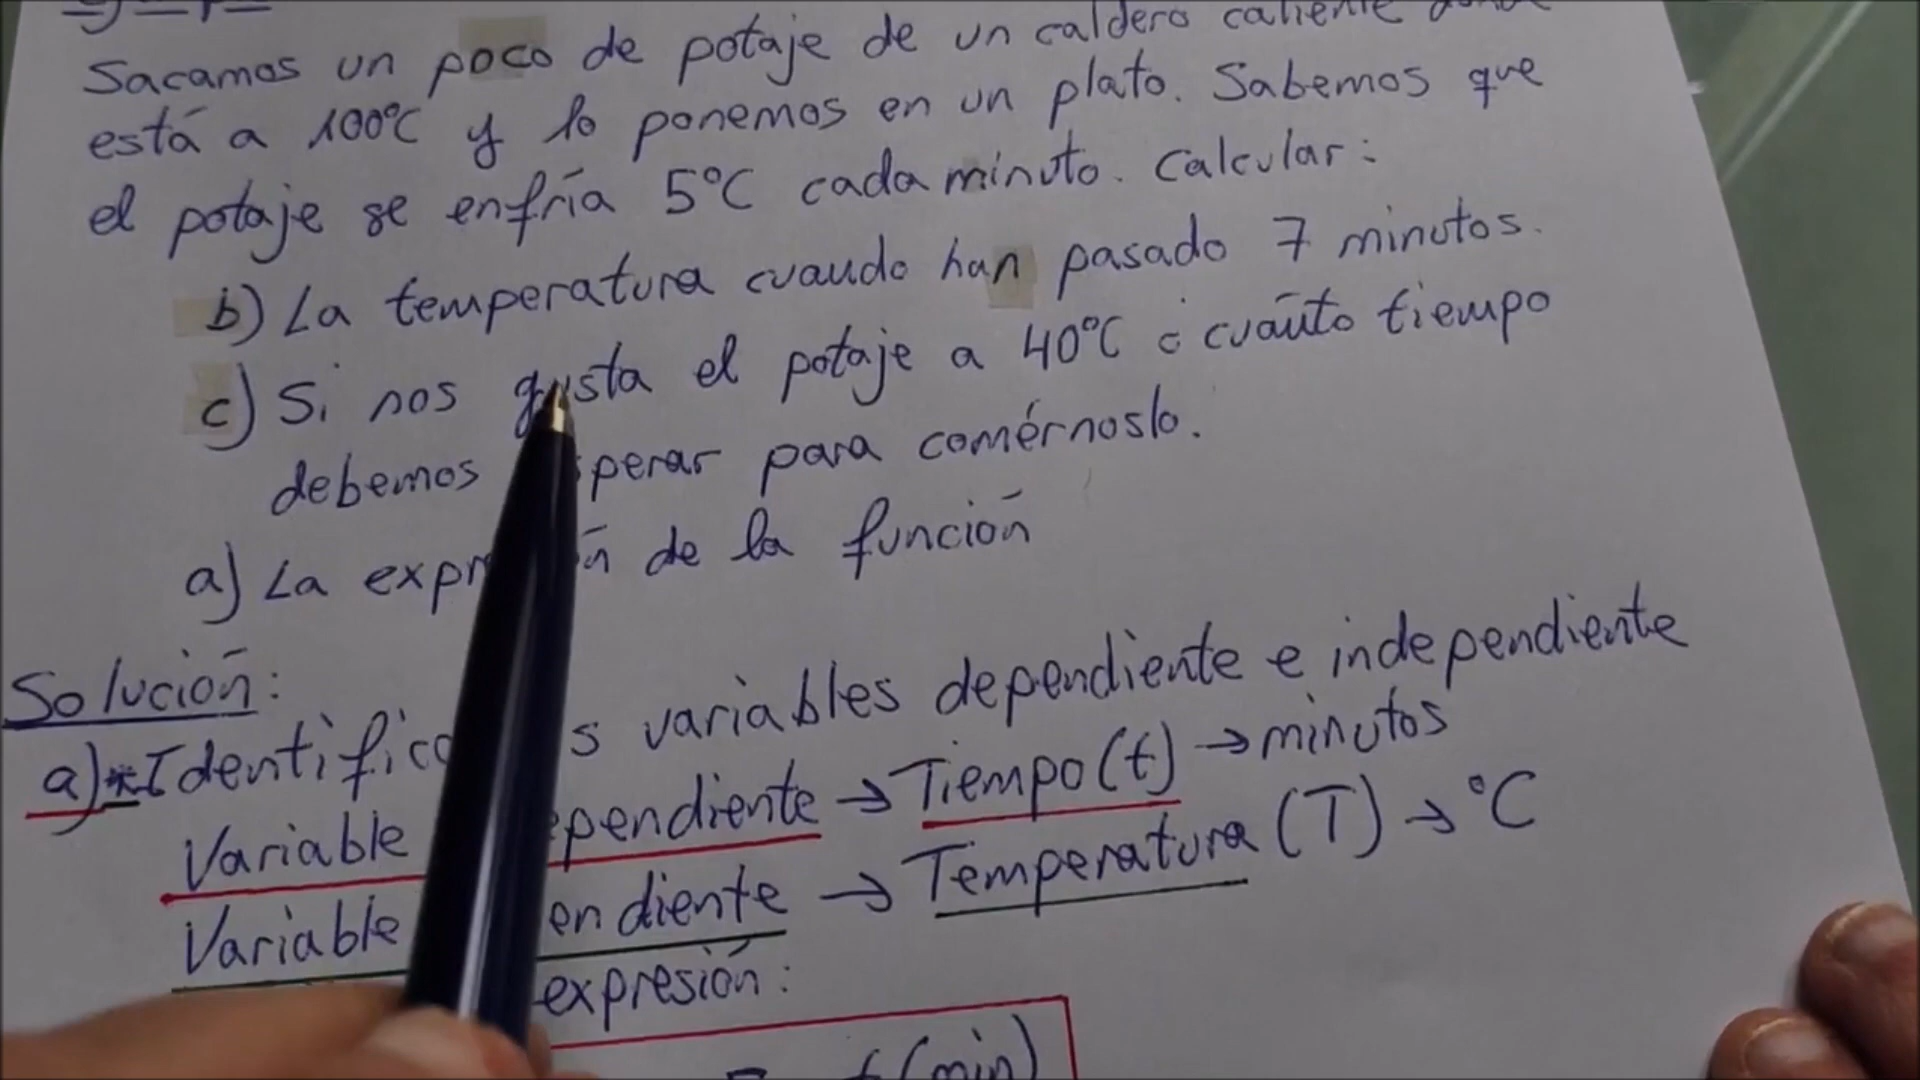 Sacamos un poco de potaje de un caldero caliente
está a 100°C y lo ponemos en un plato. Sabemos que
el potaje se enfría 5°C cada minuto. Calcular:
b) La temperatura cuando han pasado 7 minutos.
c) Si nos gusta el potaje a 40°C ¿ cuánto tiempo
debemos perar para comérnoslo.
a) La expr n de la función
Solución:
a)*Identific s variables dependiente e independiente
Variable ependiente → Tiempo (t) → minutos
Variable endiente → Temperatura (T) → °C
expresión:
t (min)